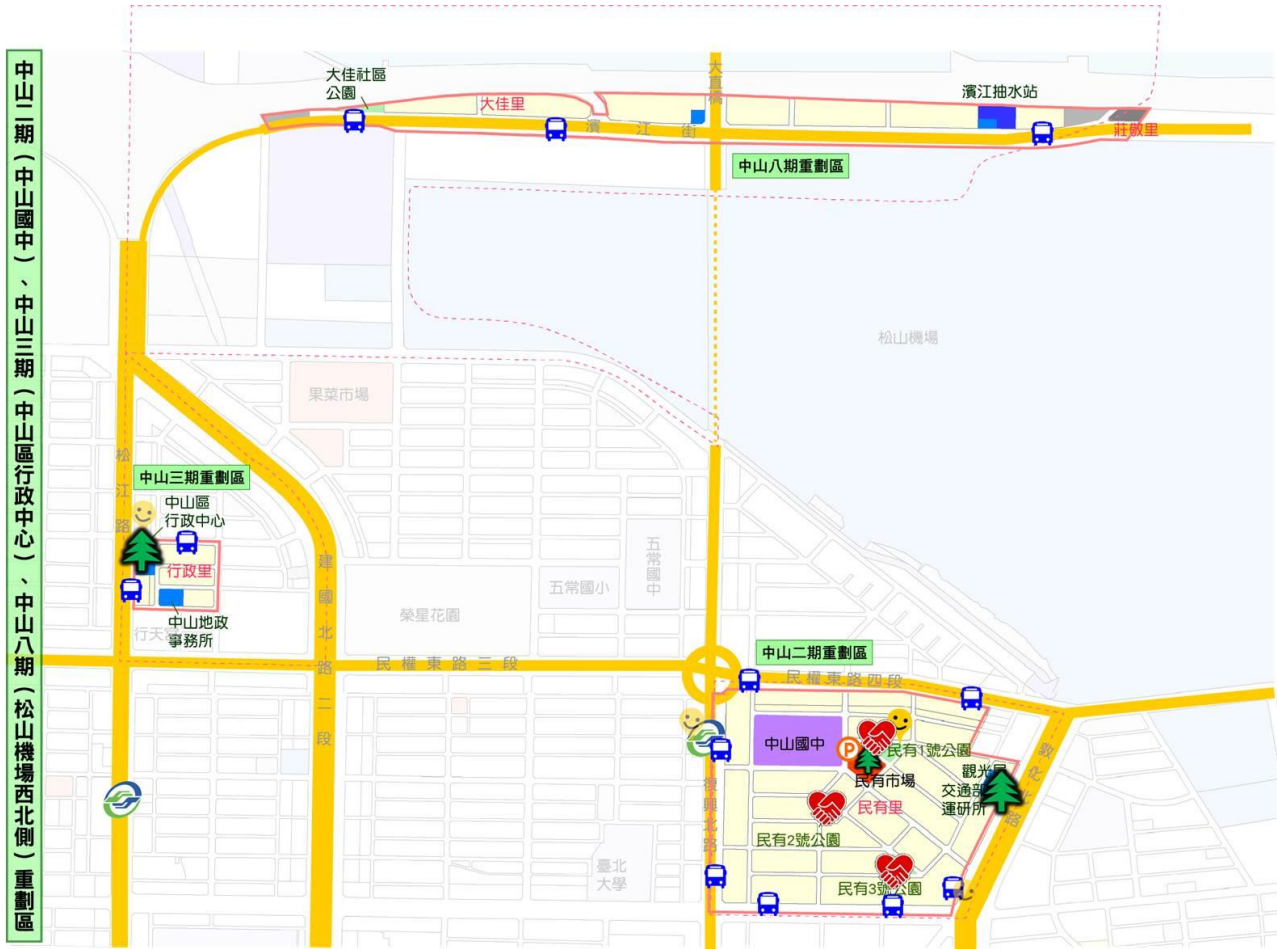 中山二期（中山國中）、中山三期（中山區行政中心）、中山八期（松山機場西北側）重劃區
大佳社區
公園
大佳里
大直橋
濱江抽水站
濱江街
莊敬里
中山八期重劃區
松山機場
果菜市場
松江路
中山三期重劃區
中山區
行政中心
行政里
中山地政
事務所
行天宮
建國北路二段
五常國中
五常國小
榮星花園
民權東路三段
中山二期重劃區
民權東路四段
中山國中
P
民有1號公園
民有市場
觀光局
交通部
運研所
敦化北路
民有里
復興北路
民有2號公園
臺北
大學
民有3號公園